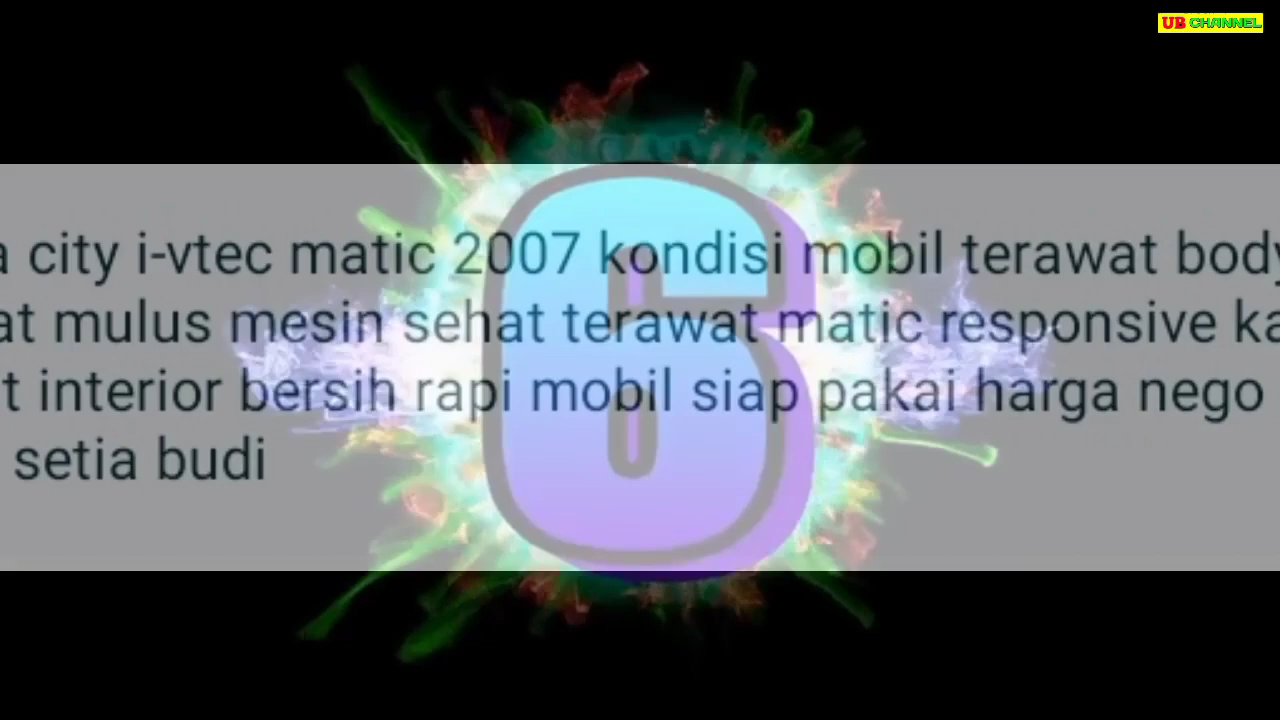 UB CHANNEL
a city i-vtec matic 2007 kondisi mobil terawat body
at mulus mesin sehat terawat matic responsive ka
t interior bersih rapi mobil siap pakai harga nego
setia budi
6